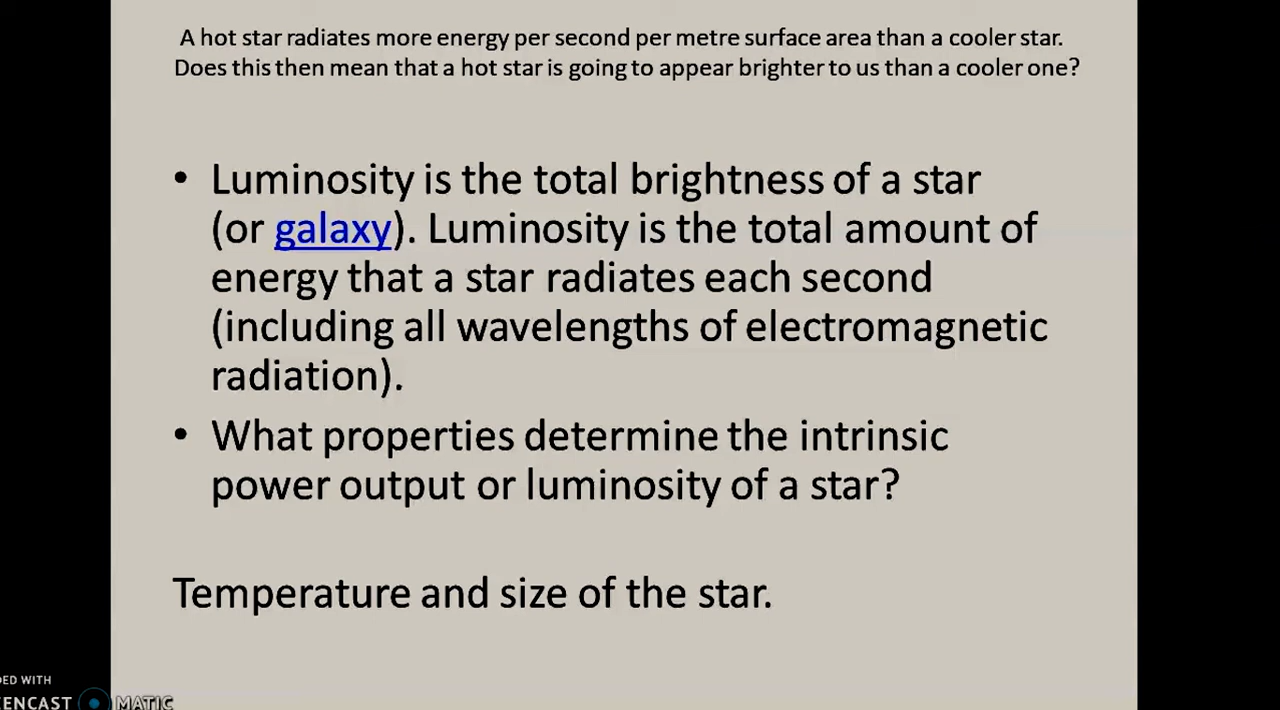 A hot star radiates more energy per second per metre surface area than a cooler star.
Does this then mean that a hot star is going to appear brighter to us than a cooler one?
• Luminosity is the total brightness of a star
(or galaxy). Luminosity is the total amount of
energy that a star radiates each second
(including all wavelengths of electromagnetic
radiation).
• What properties determine the intrinsic
power output or luminosity of a star?
Temperature and size of the star.
DED WITH
EENCAST MATIC